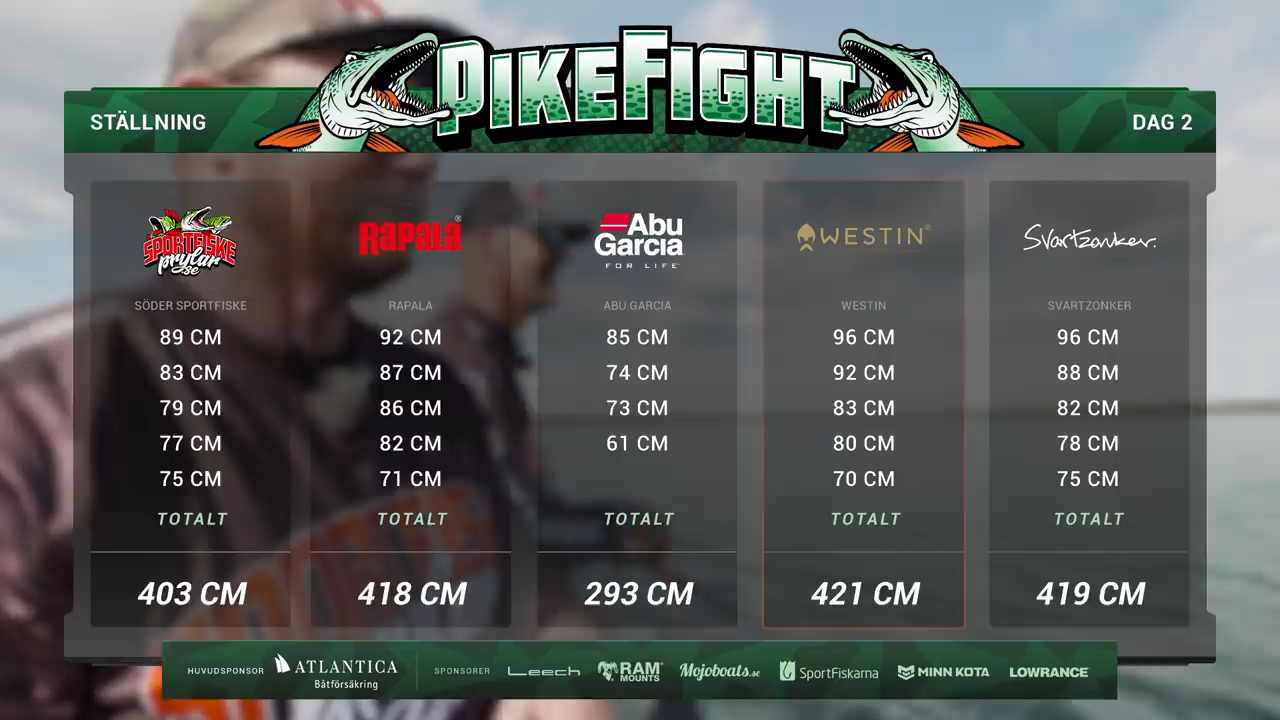 PIKEFIGHT
STÄLLNING
DAG 2
SPORTFISKE
prylar
.se
SÖDER SPORTFISKE
89 CM
83 CM
79 CM
77 CM
75 CM
TOTALT
403 CM
RAPALA®
RAPALA
92 CM
87 CM
86 CM
82 CM
71 CM
TOTALT
418 CM
Abu
Garcia
FOR LIFE
ABU GARCIA
85 CM
74 CM
73 CM
61 CM
TOTALT
293 CM
WESTIN®
WESTIN
96 CM
92 CM
83 CM
80 CM
70 CM
TOTALT
421 CM
Svartzonker.
SVARTZONKER
96 CM
88 CM
82 CM
78 CM
75 CM
TOTALT
419 CM
HUVUDSPONSOR
ATLANTICA
Båtförsäkring
SPONSORER
Leech
RAM
MOUNTS
Mojoboats.se
SportFiskarna
MINN KOTA
LOWRANCE